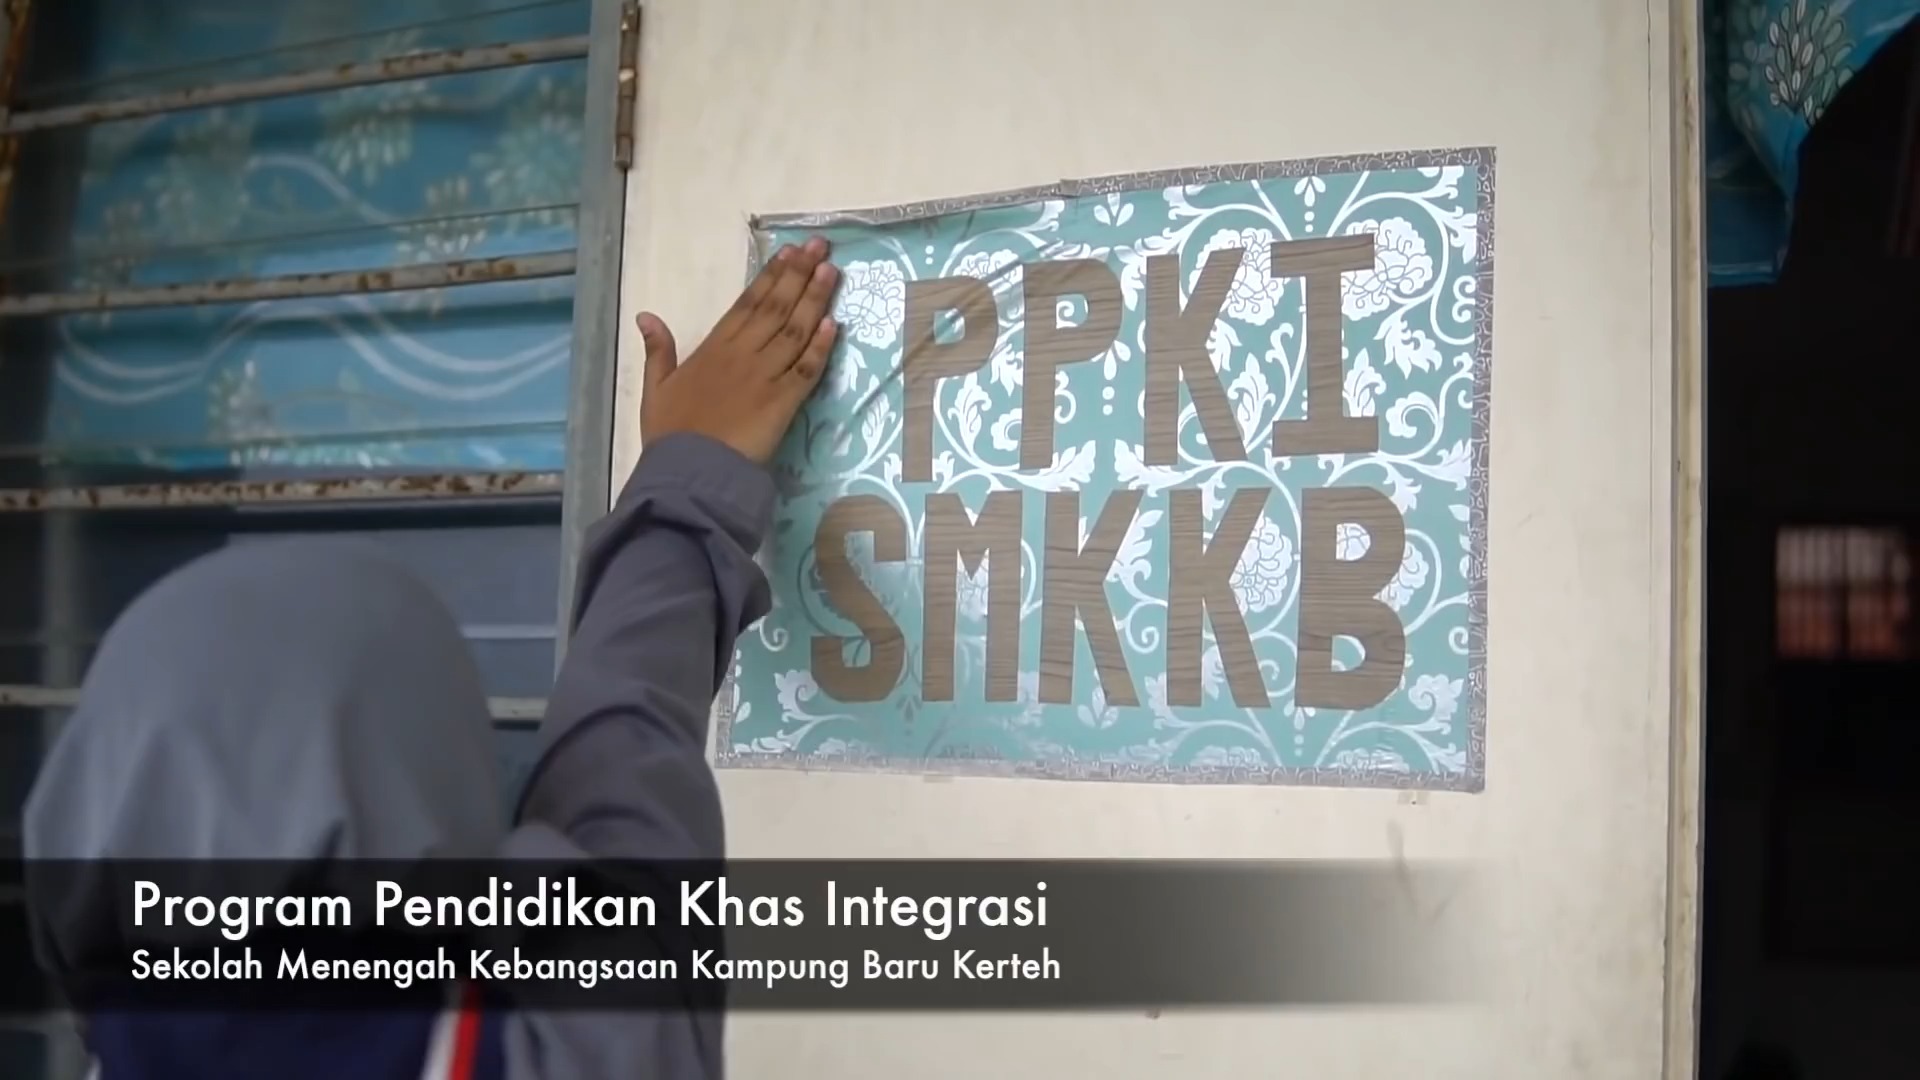 PPKI
SMKKB
Program Pendidikan Khas Integrasi
Sekolah Menengah Kebangsaan Kampung Baru Kerteh